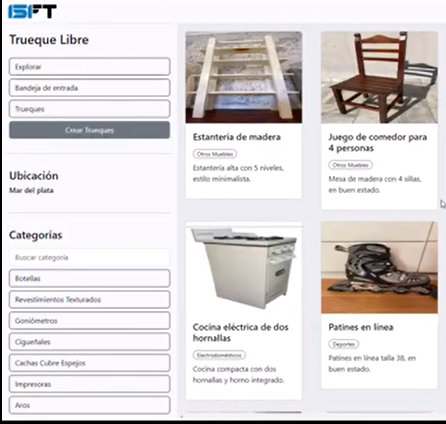 ISFT
Trueque Libre
Explorar
Bandeja de entrada
Trueques
Crear Trueques
Ubicación
Mar del plata
Categorías
Buscar categoría
Botellas
Revestimientos Texturados
Goniómetros
Cigueñales
Cachas Cubre Espejos
Impresoras
Aros
Estantería de madera
Otros Muebles
Estantería alta con 5 niveles,
estilo minimalista.
Juego de comedor para
4 personas
Otros Muebles
Mesa de madera con 4 sillas,
en buen estado.
Cocina eléctrica de dos
hornallas
Electrodomésticos
Cocina compacta con dos
hornallas y horno integrado.
Patines en línea
Deportes
Patines en línea talla 38, en
buen estado.